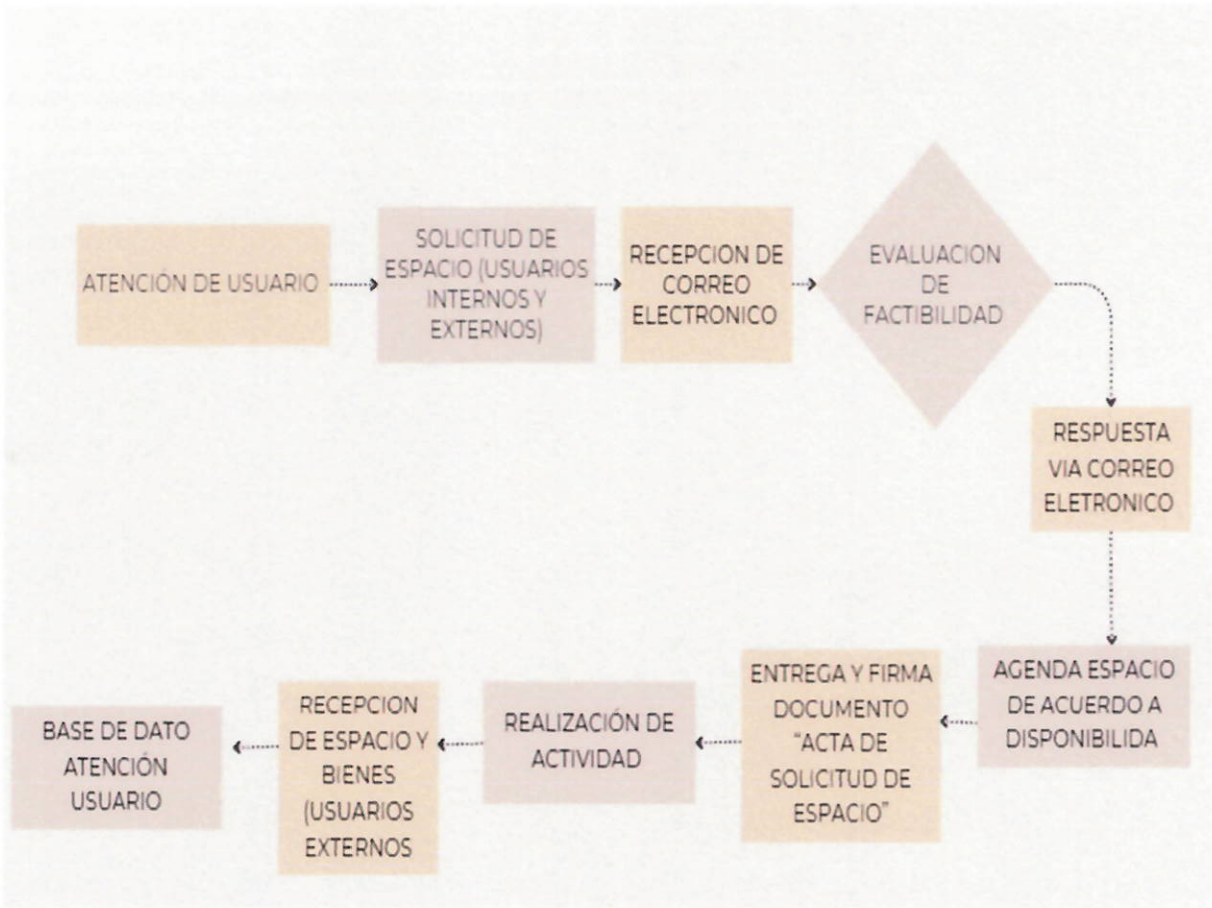 ATENCIÓN DE USUARIO
SOLICITUD DE
ESPACIO (USUARIOS
INTERNOS Y
EXTERNOS)
RECEPCION DE
CORREO
ELECTRONICO
EVALUACION
DE
FACTIBILIDAD
RESPUESTA
VIA CORREO
ELETRONICO
AGENDA ESPACIO
DE ACUERDO A
DISPONIBILIDA
ENTREGA Y FIRMA
DOCUMENTO
“ACTA DE
SOLICITUD DE
ESPACIO”
REALIZACIÓN DE
ACTIVIDAD
RECEPCION
DE ESPACIO Y
BIENES
(USUARIOS
EXTERNOS
BASE DE DATO
ATENCIÓN
USUARIO